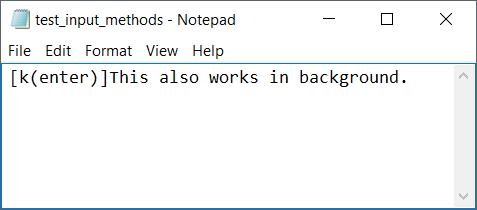 test_input_methods - Notepad
File Edit Format View Help
[k(enter)]This also works in background.